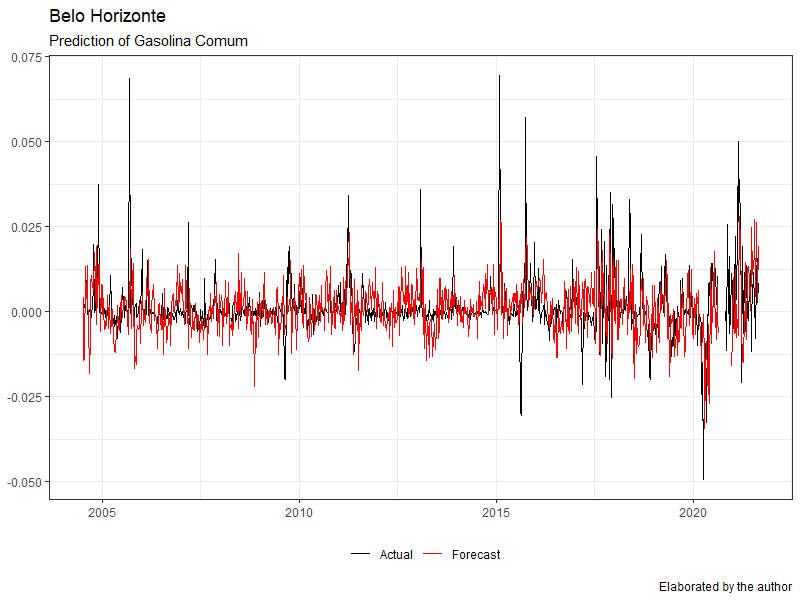 Belo Horizonte
Prediction of Gasolina Comum
0.075
0.050
0.025
0.000
-0.025
-0.050
2005 2010 2015 2020
Actual Forecast
Elaborated by the author